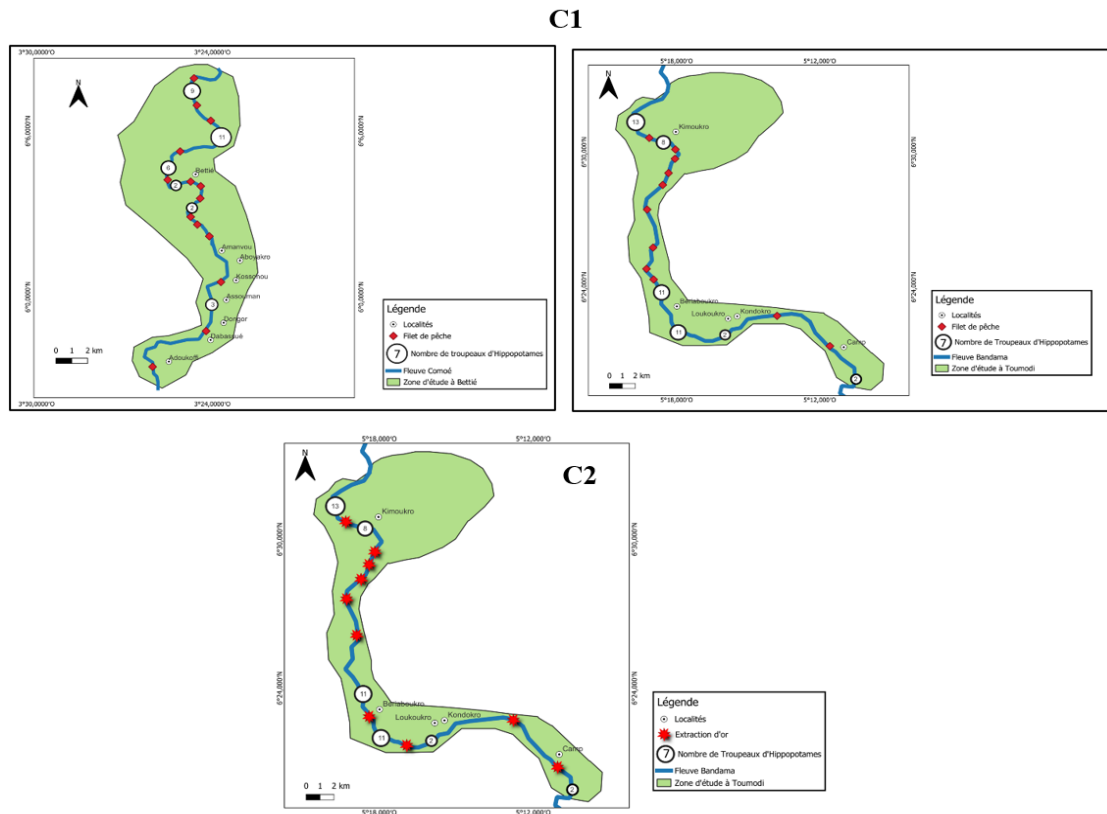 C1
3°30,0000'O 3°24,0000'O
N
9
11
6°6,0000'N 6°6,0000'N
6
Bettié
2
2
Amanvou
Aboyakro
Assouman
3
6°0,0000'N 6°0,0000'N
Dongor
Dabassué
Adoukoffi
0 1 2 km
Légende
Localités
Filet de pêche
7 Nombre de troupeaux d'Hippopotames
Fleuve Comoé
Zone d'étude à Bettié
3°30,0000'O 3°24,0000'O
5°18,000'O 5°12,000'O
N
13
Kimoukro
8
6°30,000'N 6°30,000'N
6°24,000'N 6°24,000'N
11
Bénaboukro
Loukoukro Kondokro
11
2
Camp
2
0 1 2 km
Légende
Localités
Filet de pêche
7 Nombre de Troupeaux d'Hippopotames
Fleuve Bandama
Zone d'étude à Toumodi
5°18,000'O 5°12,000'O
C2
5°18,000'O 5°12,000'O
N
13
Kimoukro
8
6°30,000'N 6°30,000'N
6°24,000'N 6°24,000'N
11
Bénaboukro
Loukoukro Kondokro
11
2
Camp
2
0 1 2 km
Légende
Localités
Extraction d'or
7 Nombre de Troupeaux d'Hippopotames
Fleuve Bandama
Zone d'étude à Toumodi
5°18,000'O 5°12,000'O